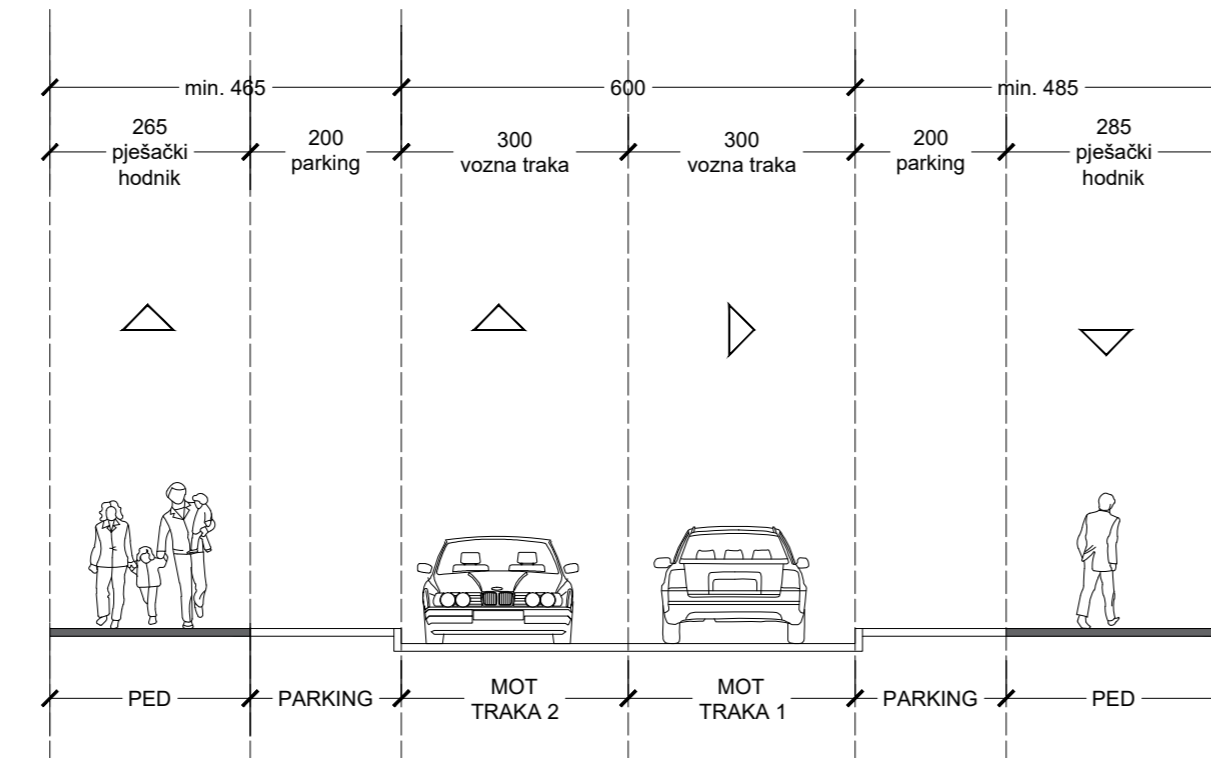 min. 465
600
min. 485
265
pješački
hodnik
200
parking
300
vozna traka
300
vozna traka
200
parking
285
pješački
hodnik
PED
PARKING
MOT
TRAKA 2
MOT
TRAKA 1
PARKING
PED